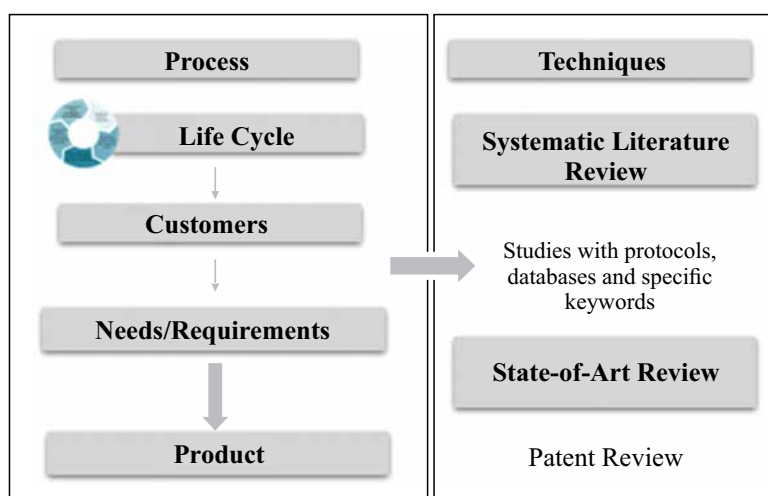 Process
Life Cycle
Customers
Needs/Requirements
Product
Techniques
Systematic Literature
Review
Studies with protocols,
databases and specific
keywords
State-of-Art Review
Patent Review